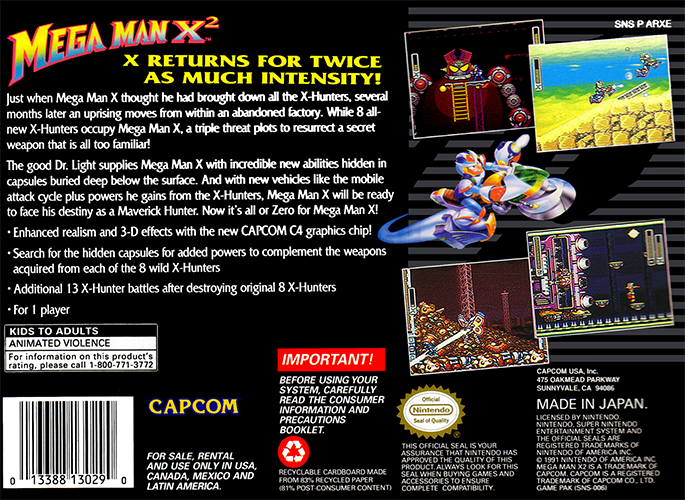 MEGA MAN X²
SNS P ARXE
X RETURNS FOR TWICE
AS MUCH INTENSITY!
Just when Mega Man X thought he had brought down all the X-Hunters, several
months later an uprising moves from within an abandoned factory. While 8 all-
new X-Hunters occupy Mega Man X, a triple threat plots to resurrect a secret
weapon that is all too familiar!
The good Dr. Light supplies Mega Man X with incredible new abilities hidden in
capsules buried deep below the surface. And with new vehicles like the mobile
attack cycle plus powers he gains from the X-Hunters, Mega Man X will be ready
to face his destiny as a Maverick Hunter. Now it's all or Zero for Mega Man X!
• Enhanced realism and 3-D effects with the new CAPCOM C4 graphics chip!
• Search for the hidden capsules for added powers to complement the weapons
acquired from each of the 8 wild X-Hunters
• Additional 13 X-Hunter battles after destroying original 8 X-Hunters
• For 1 player
KIDS TO ADULTS
ANIMATED VIOLENCE
For information on this product's
rating, please call 1-800-771-3772
0 13388 13029 0
CAPCOM
FOR SALE, RENTAL
AND USE ONLY IN USA,
CANADA, MEXICO AND
LATIN AMERICA.
IMPORTANT!
BEFORE USING YOUR
SYSTEM, CAREFULLY
READ THE CONSUMER
INFORMATION AND
PRECAUTIONS
BOOKLET.
RECYCLABLE CARDBOARD MADE
FROM 83% RECYCLED PAPER
(81% POST-CONSUMER CONTENT)
Official
Nintendo
Seal of Quality
THIS OFFICIAL SEAL IS YOUR
ASSURANCE THAT NINTENDO HAS
APPROVED THE QUALITY OF THIS
PRODUCT. ALWAYS LOOK FOR THIS
SEAL WHEN BUYING GAMES AND
ACCESSORIES TO ENSURE
COMPLETE COMPATIBILITY.
CAPCOM USA, Inc.
475 OAKMEAD PARKWAY
SUNNYVALE, CA 94086
MADE IN JAPAN.
LICENSED BY NINTENDO.
NINTENDO, SUPER NINTENDO
ENTERTAINMENT SYSTEM AND
THE OFFICIAL SEALS ARE
REGISTERED TRADEMARKS OF
NINTENDO OF AMERICA INC.
© 1991 NINTENDO OF AMERICA INC
MEGA MAN X2 IS A TRADEMARK OF
CAPCOM. CAPCOM IS A REGISTERED
TRADEMARK OF CAPCOM CO., LTD.
GAME PAK (SNS-006)